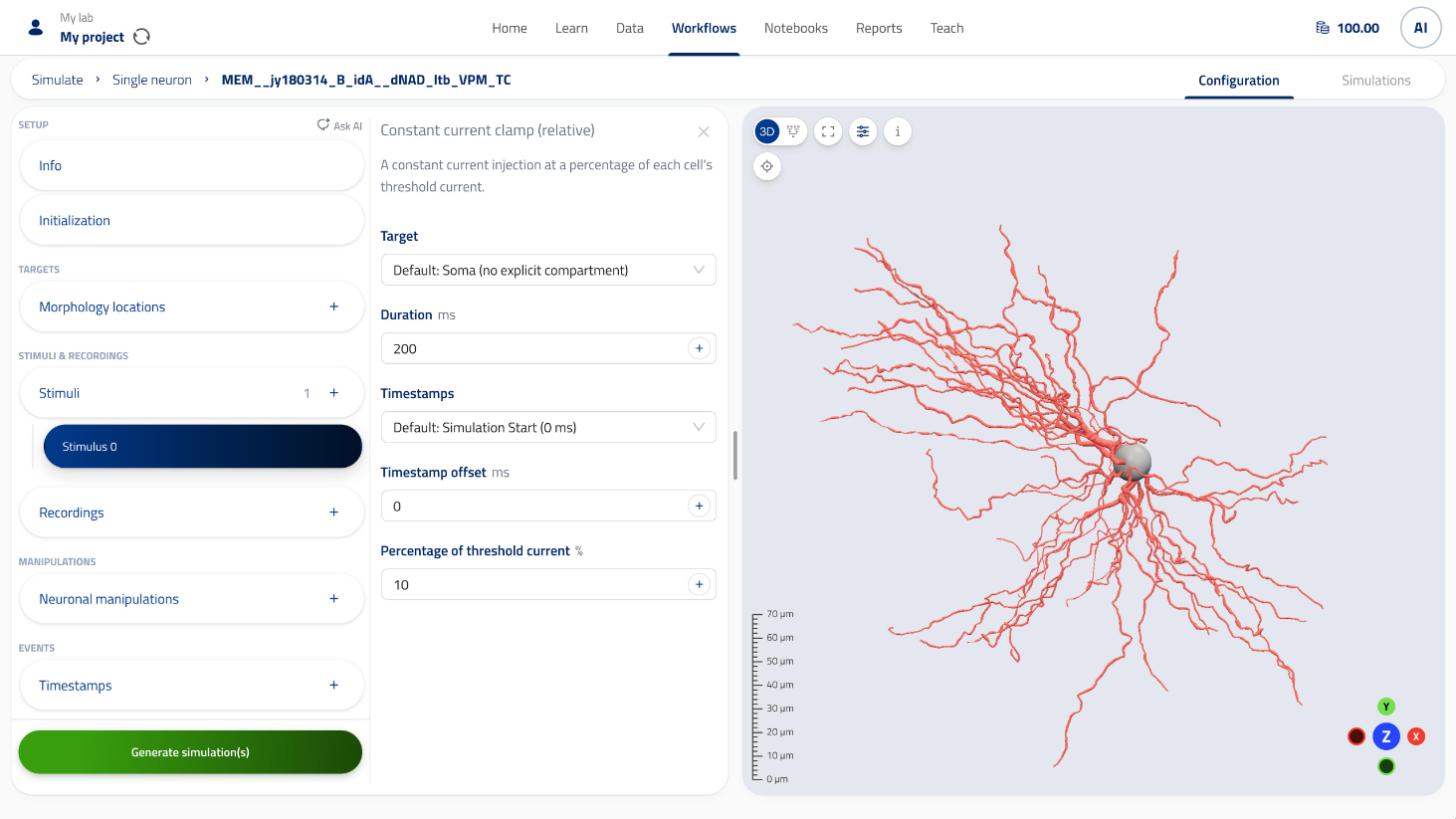 My lab
My project
Home
Learn
Data
Workflows
Notebooks
Reports
Teach
100.00
AI
Simulate
Single neuron
MEM__jy180314_B_idA__dNAD_ltb_VPM_TC
Configuration
Simulations
SETUP
Ask AI
Info
Initialization
TARGETS
Morphology locations
STIMULI & RECORDINGS
Stimuli 1
Stimulus 0
Recordings
MANIPULATIONS
Neuronal manipulations
EVENTS
Timestamps
Generate simulation(s)
Constant current clamp (relative)
A constant current injection at a percentage of each cell's
threshold current.
Target
Default: Soma (no explicit compartment)
Duration ms
200
Timestamps
Default: Simulation Start (0 ms)
Timestamp offset ms
0
Percentage of threshold current %
10
3D
70 µm
60 µm
50 µm
40 µm
30 µm
20 µm
10 µm
0 µm
Y
Z
X